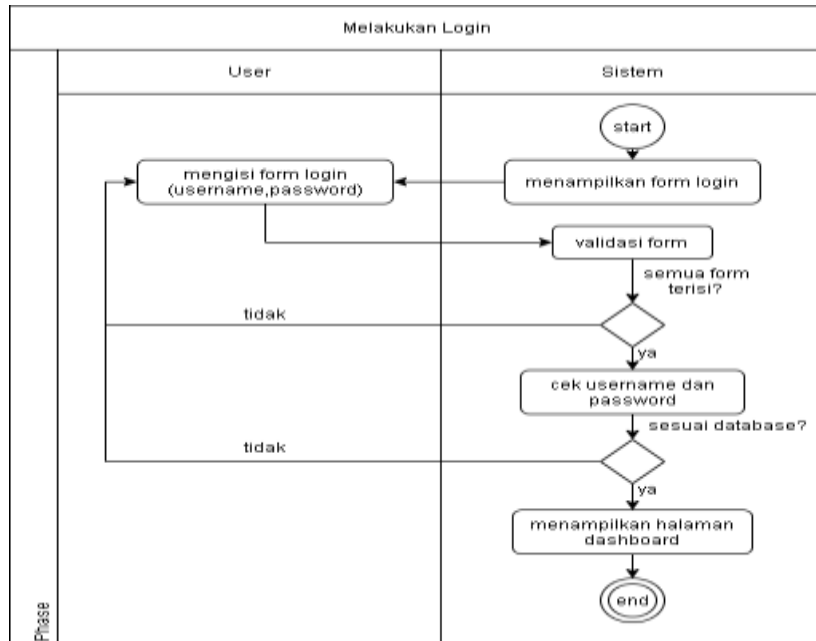 Melakukan Login
User
Sistem
start
mengisi form login
(username,password)
menampilkan form login
validasi form
semua form
terisi?
tidak
ya
cek username dan
password
sesuai database?
tidak
ya
menampilkan halaman
dashboard
end
Phase